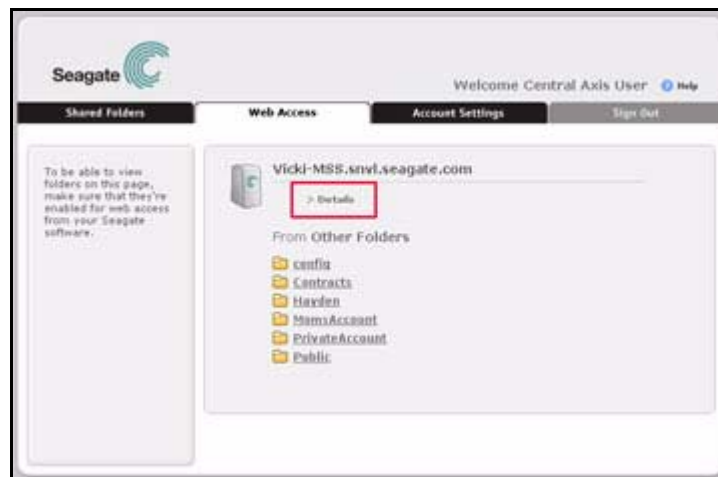 Seagate
Welcome Central Axis User Help
Shared Folders Web Access Account Settings Sign Out
To be able to view
folders on this page,
make sure that they're
enabled for web access
from your Seagate
software.
Vicki-MSS.snvl.seagate.com
> Details
From Other Folders
config
Contracts
Hayden
MomsAccount
PrivateAccount
Public